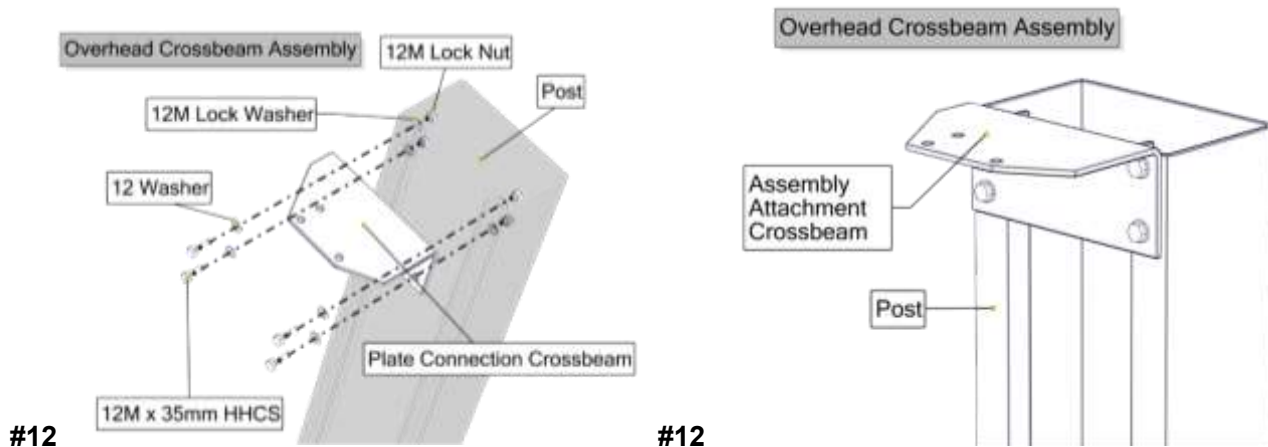 Overhead Crossbeam Assembly
12M Lock Nut
12M Lock Washer
Post
12 Washer
Plate Connection Crossbeam
12M x 35mm HHCS
#12
Overhead Crossbeam Assembly
Assembly
Attachment
Crossbeam
Post
#12